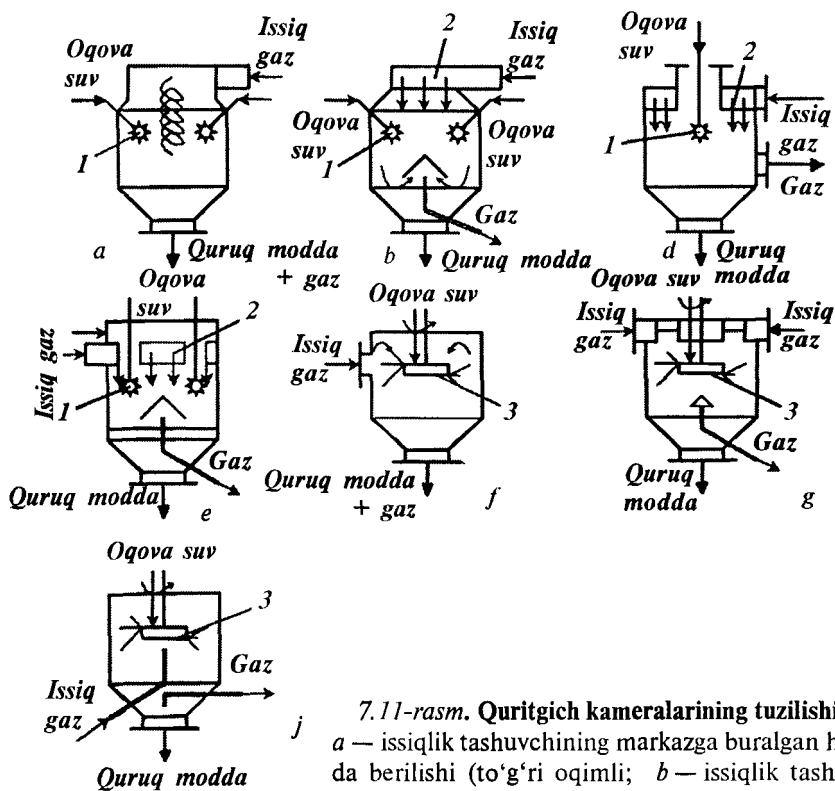 Oqova
suv
Issiq
gaz
1
a
Quruq modda
+ gaz
2
Issiq
gaz
Oqova
suv
1
Oqova
suv
Gaz
b
Quruq modda
Oqova
suv
2
1
Issiq
gaz
Gaz
d
Quruq
modda
Oqova
suv
2
Issiq gaz
1
Gaz
Quruq modda
e
Oqova suv
Issiq
gaz
3
Quruq modda
+ gaz
f
Oqova suv
Issiq
gaz
Issiq
gaz
3
Gaz
Quruq
modda
g
Oqova suv
3
Gaz
Issiq
gaz
j
Quruq modda
7.11-rasm. Quritgich kameralarining tuzilishi
a — issiqlik tashuvchining markazga buralgan h
da berilishi (to‘g‘ri oqimli; b — issiqlik tash